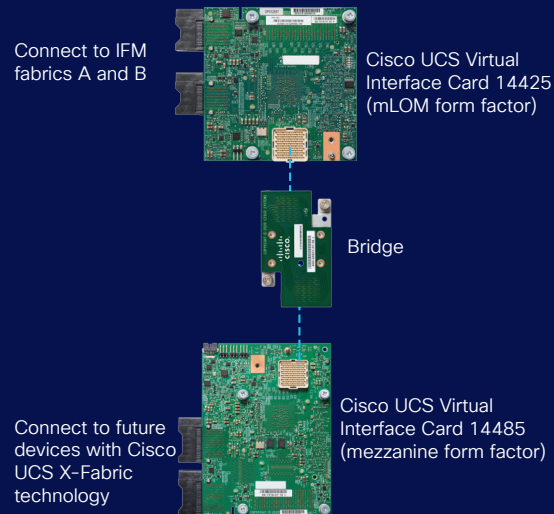 Connect to IFM
fabrics A and B
Cisco UCS Virtual
Interface Card 14425
(mLOM form factor)
CISCO.
Bridge
Connect to future
devices with Cisco
UCS X-Fabric
technology
Cisco UCS Virtual
Interface Card 14485
(mezzanine form factor)